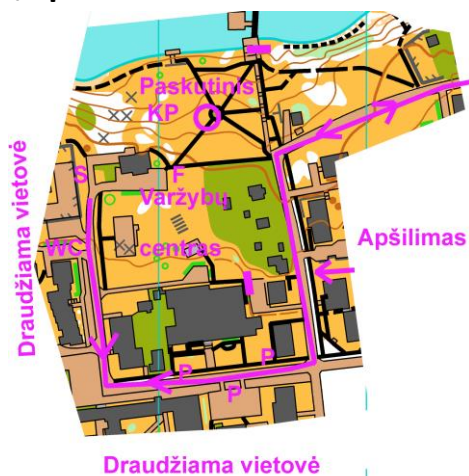 Paskutinis
KP
S
F
Varžybų
WC
centras
Apšilimas
Draudžiama vietovė
P
P
P
Draudžiama vietovė